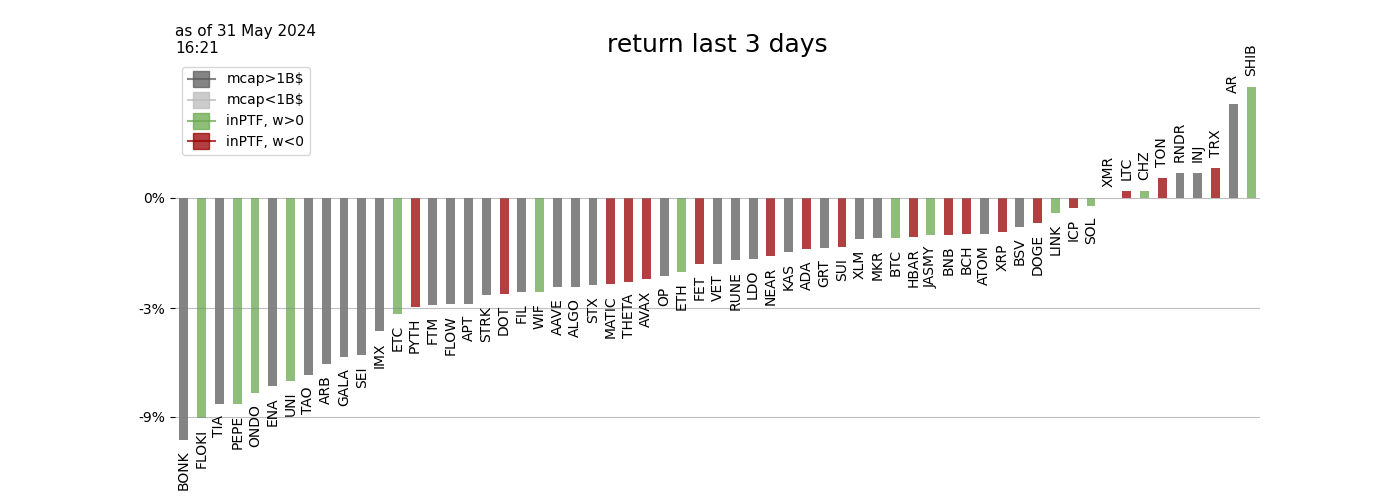 as of 31 May 2024
16:21
return last 3 days
mcap>1B$
mcap<1B$
inPTF, w>0
inPTF, w<0
0%
-3%
-9%
BONK
FLOKI
TIA
PEPE
ONDO
ENA
UNI
TAO
ARB
GALA
SEI
IMX
ETC
PYTH
FTM
FLOW
APT
STRK
DOT
FIL
WIF
AAVE
ALGO
STX
MATIC
THETA
AVAX
OP
ETH
FET
VET
RUNE
LDO
NEAR
KAS
ADA
GRT
SUI
XLM
MKR
BTC
HBAR
JASMY
BNB
BCH
ATOM
XRP
BSV
DOGE
LINK
ICP
SOL
XMR
LTC
CHZ
TON
RNDR
INJ
TRX
AR
SHIB